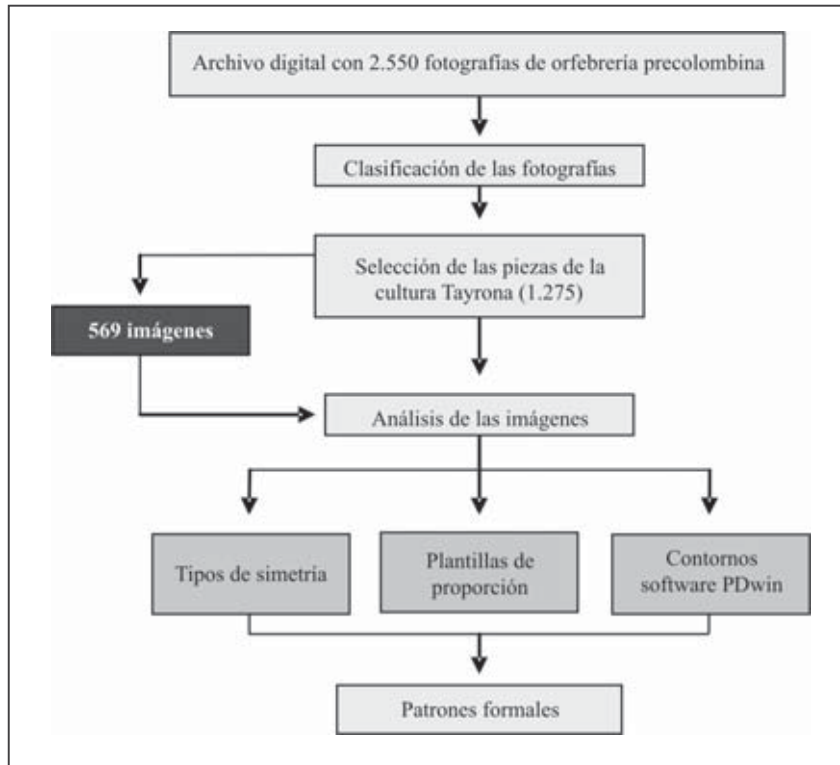 Archivo digital con 2.550 fotografías de orfebrería precolombina
Clasificación de las fotografías
Selección de las piezas de la
cultura Tayrona (1.275)
569 imágenes
Análisis de las imágenes
Tipos de simetría
Plantillas de
proporción
Contornos
software PDwin
Patrones formales